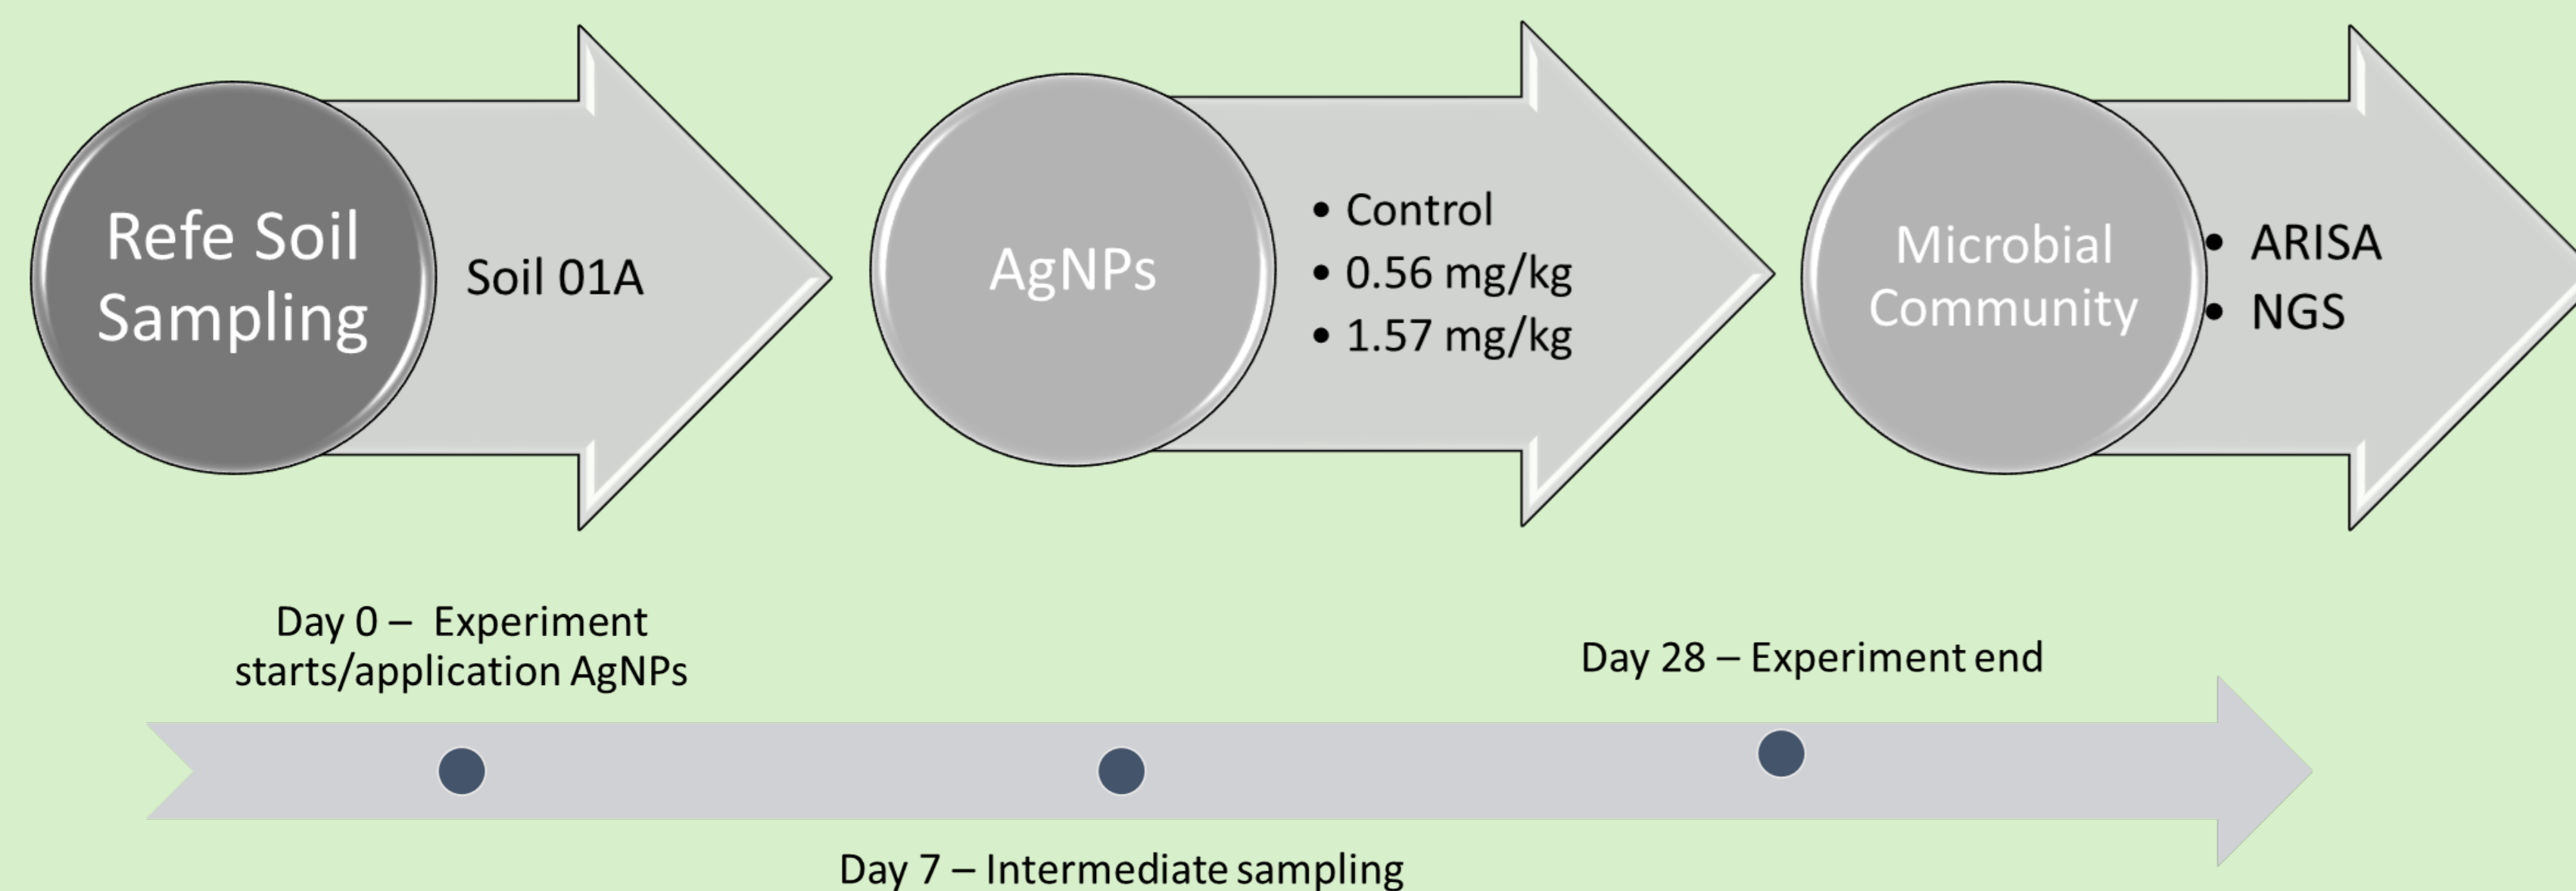 Refe Soil
Sampling
Soil 01A
AgNPs
• Control
• 0.56 mg/kg
• 1.57 mg/kg
Microbial
Community
• ARISA
• NGS
Day 0 – Experiment
starts/application AgNPs
Day 28 – Experiment end
Day 7 – Intermediate sampling